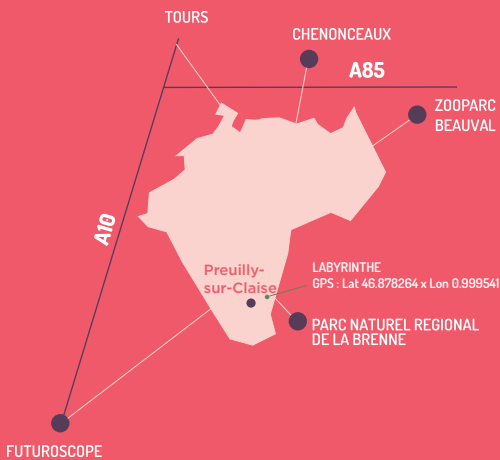 TOURS
CHENONCEAUX
A85
ZOOPARC
BEAUVAL
A10
Preuilly-
sur-Claise
LABYRINTHE
GPS : Lat 46.878264 x Lon 0.999541
PARC NATUREL REGIONAL
DE LA BRENNE
FUTUROSCOPE